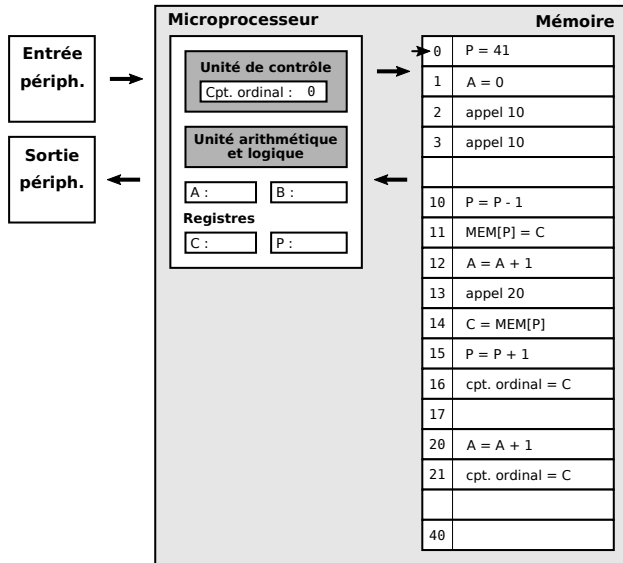 Microprocesseur
Mémoire
Entrée
périph.
Sortie
périph.
Unité de contrôle
Cpt. ordinal : 0
Unité arithmétique
et logique
A :
B :
Registres
C :
P :
0 P = 41
1 A = 0
2 appel 10
3 appel 10
10 P = P - 1
11 MEM[P] = C
12 A = A + 1
13 appel 20
14 C = MEM[P]
15 P = P + 1
16 cpt. ordinal = C
17
20 A = A + 1
21 cpt. ordinal = C
40